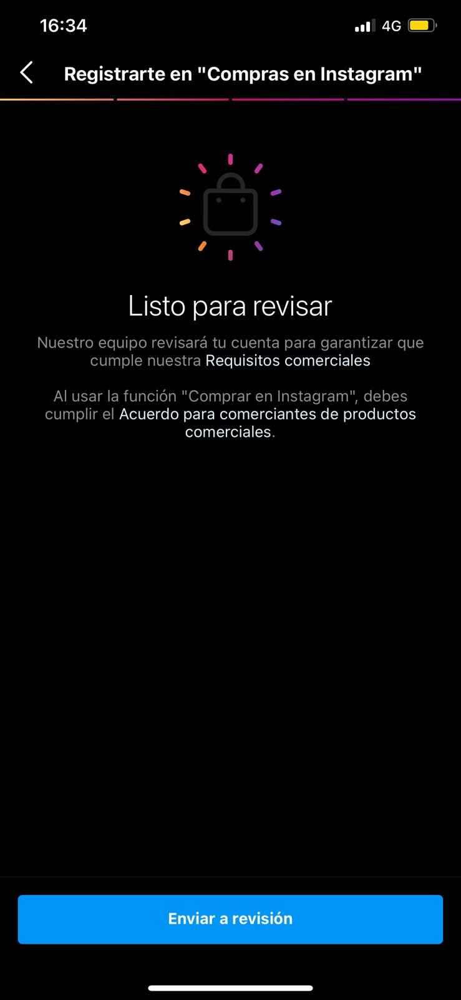 16:34
4G
Registrarte en "Compras en Instagram"
Listo para revisar
Nuestro equipo revisará tu cuenta para garantizar que
cumple nuestra Requisitos comerciales
Al usar la función "Comprar en Instagram", debes
cumplir el Acuerdo para comerciantes de productos
comerciales.
Enviar a revisión